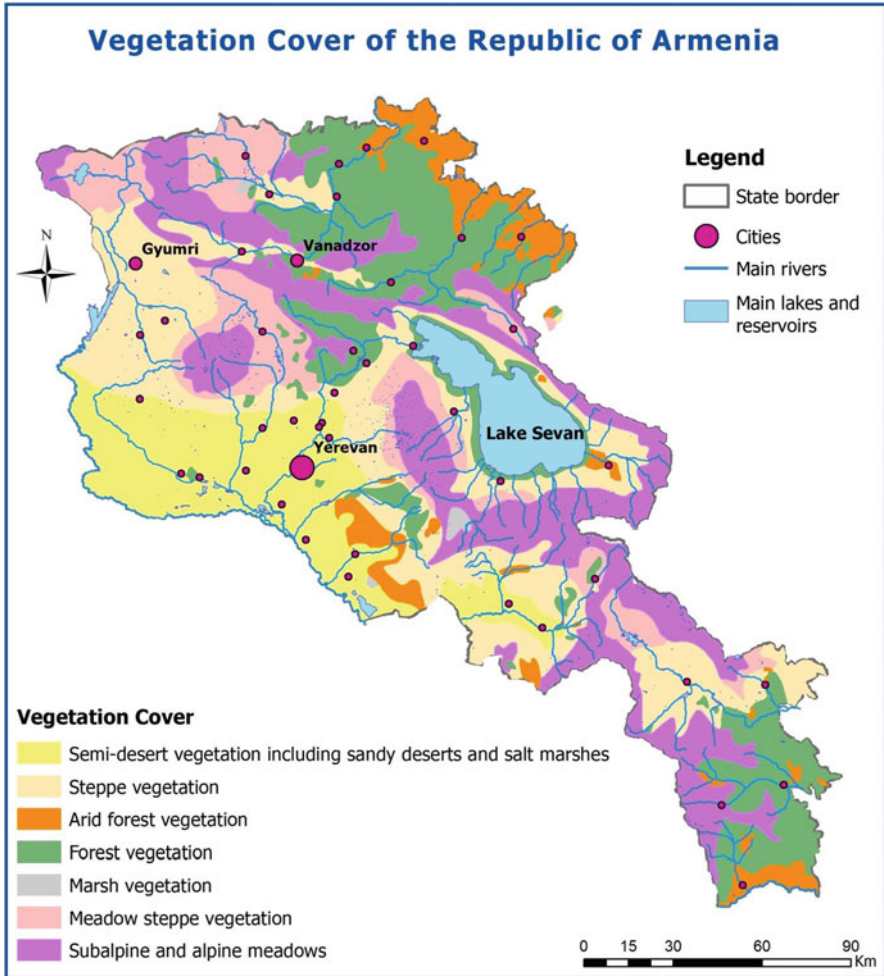 Vegetation Cover of the Republic of Armenia
Legend
State border
Cities
Main rivers
Main lakes and
reservoirs
N
Gyumri
Vanadzor
Lake Sevan
Yerevan
Vegetation Cover
Semi-desert vegetation including sandy deserts and salt marshes
Steppe vegetation
Arid forest vegetation
Forest vegetation
Marsh vegetation
Meadow steppe vegetation
Subalpine and alpine meadows
0 15 30 60 90
Km